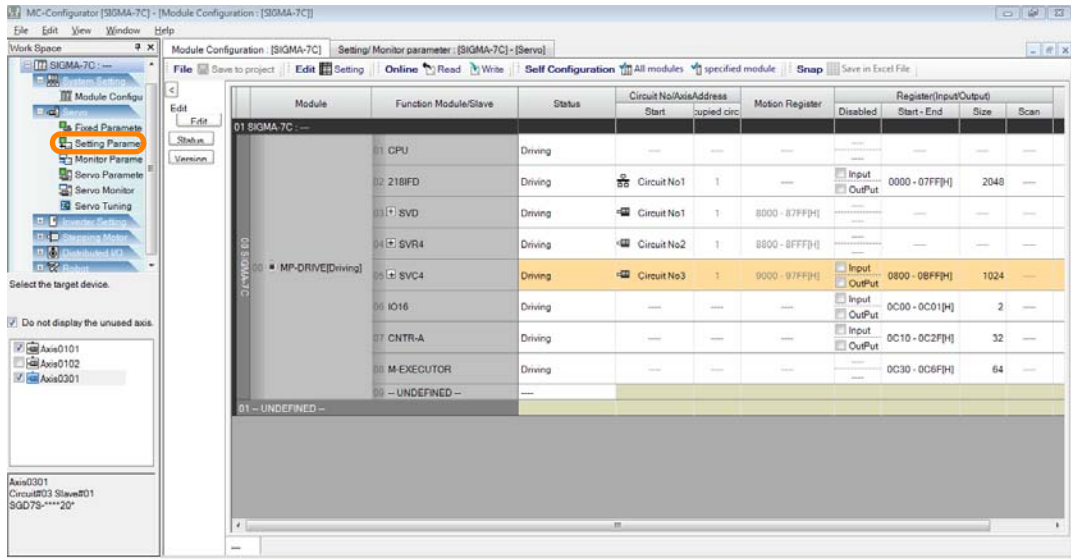 MC-Configurator [SIGMA-7C] - [Module Configuration : [SIGMA-7C]]
File Edit View Window Help
Work Space
Module Configuration : [SIGMA-7C] Setting/ Monitor parameter : [SIGMA-7C] - [Servo]
File Save to project Edit Setting Online Read Write Self Configuration All modules specified module Snap Save in Excel File
SIGMA-7C : ---
System Setting
Module Configu
Servo
Fixed Paramete
Setting Parame
Monitor Parame
Servo Paramete
Servo Monitor
Servo Tuning
Inverter Setting
Stepping Motor
Distributed I/O
Robot
Select the target device.
Do not display the unused axis.
Axis0101
Axis0102
Axis0301
Axis0301
Circuit#03 Slave#01
SGD7S-****20*
<
Edit
Edit
Status
Version
Module Function Module/Slave Status Circuit No/AxisAddress Motion Register Register(Input/Output)
Start cupied circ Disabled Start - End Size Scan
01 SIGMA-7C : ---
03 SIGMA-7C
00 MP-DRIVE[Driving]
01 CPU Driving ---- ---- ---- ---- ---- ---- ---- ----
02 218IFD Driving Circuit No1 1 ---- Input OutPut 0000 - 07FF[H] 2048 ----
03 + SVD Driving Circuit No1 1 8000 - 87FF[H] ---- ---- ---- ----
04 + SVR4 Driving Circuit No2 1 8800 - 8FFF[H] ---- ---- ---- ----
05 + SVC4 Driving Circuit No3 1 9000 - 97FF[H] Input OutPut 0800 - 0BFF[H] 1024 ----
06 IO16 Driving ---- ---- ---- Input OutPut 0C00 - 0C01[H] 2 ----
07 CNTR-A Driving ---- ---- ---- Input OutPut 0C10 - 0C2F[H] 32 ----
08 M-EXECUTOR Driving ---- ---- ---- ---- ---- 0C30 - 0C6F[H] 64 ----
09 -- UNDEFINED -- ----
01 -- UNDEFINED --
---